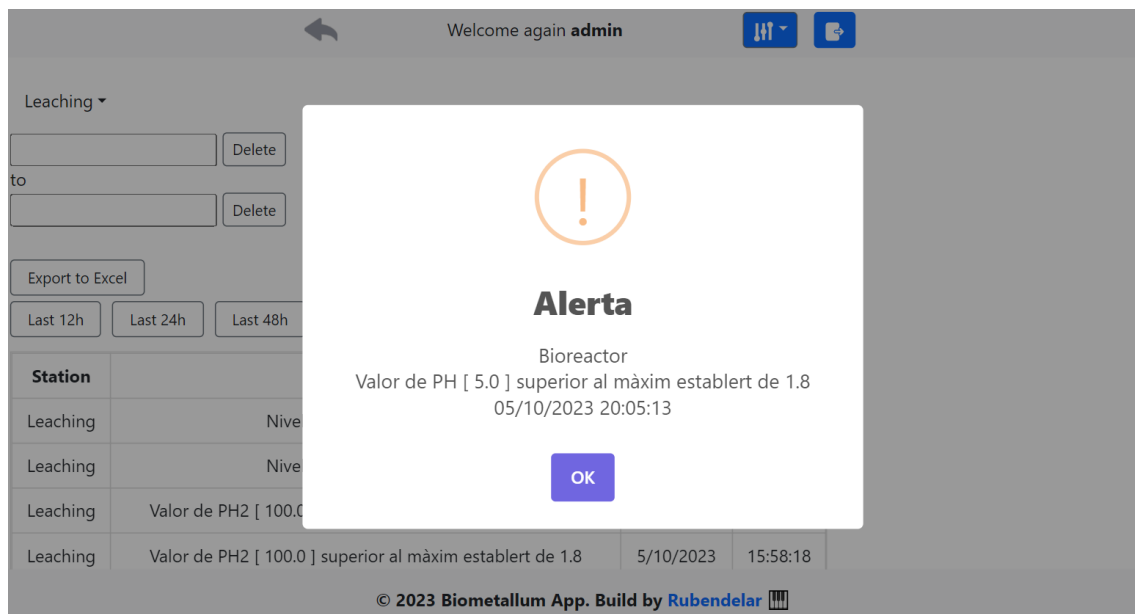 Welcome again admin
Leaching
Delete
to
Delete
Export to Excel
Last 12h Last 24h Last 48h
!
Alerta
Bioreactor
Valor de PH [ 5.0 ] superior al màxim establert de 1.8
05/10/2023 20:05:13
OK
Station
Leaching
Leaching
Leaching Valor de PH2 [ 100.0
Leaching Valor de PH2 [ 100.0 ] superior al màxim establert de 1.8 5/10/2023 15:58:18
© 2023 Biometallum App. Build by Rubendelar